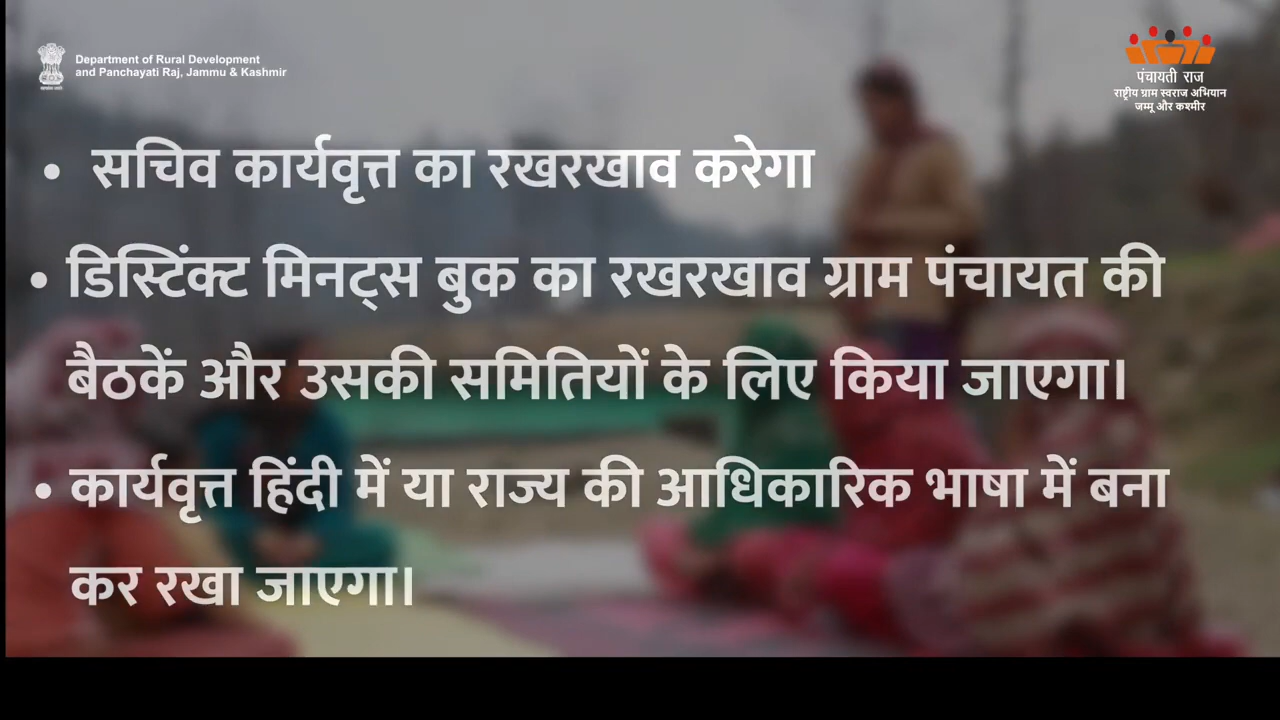 Department of Rural Development
and Panchayati Raj, Jammu & Kashmir
पंचायती राज
राष्ट्रीय ग्राम स्वराज अभियान
जम्मू और कश्मीर
• सचिव कार्यवृत्त का रखरखाव करेगा
• डिस्टिंक्ट मिनट्स बुक का रखरखाव ग्राम पंचायत की
बैठकें और उसकी समितियों के लिए किया जाएगा।
• कार्यवृत्त हिंदी में या राज्य की आधिकारिक भाषा में बना
कर रखा जाएगा।